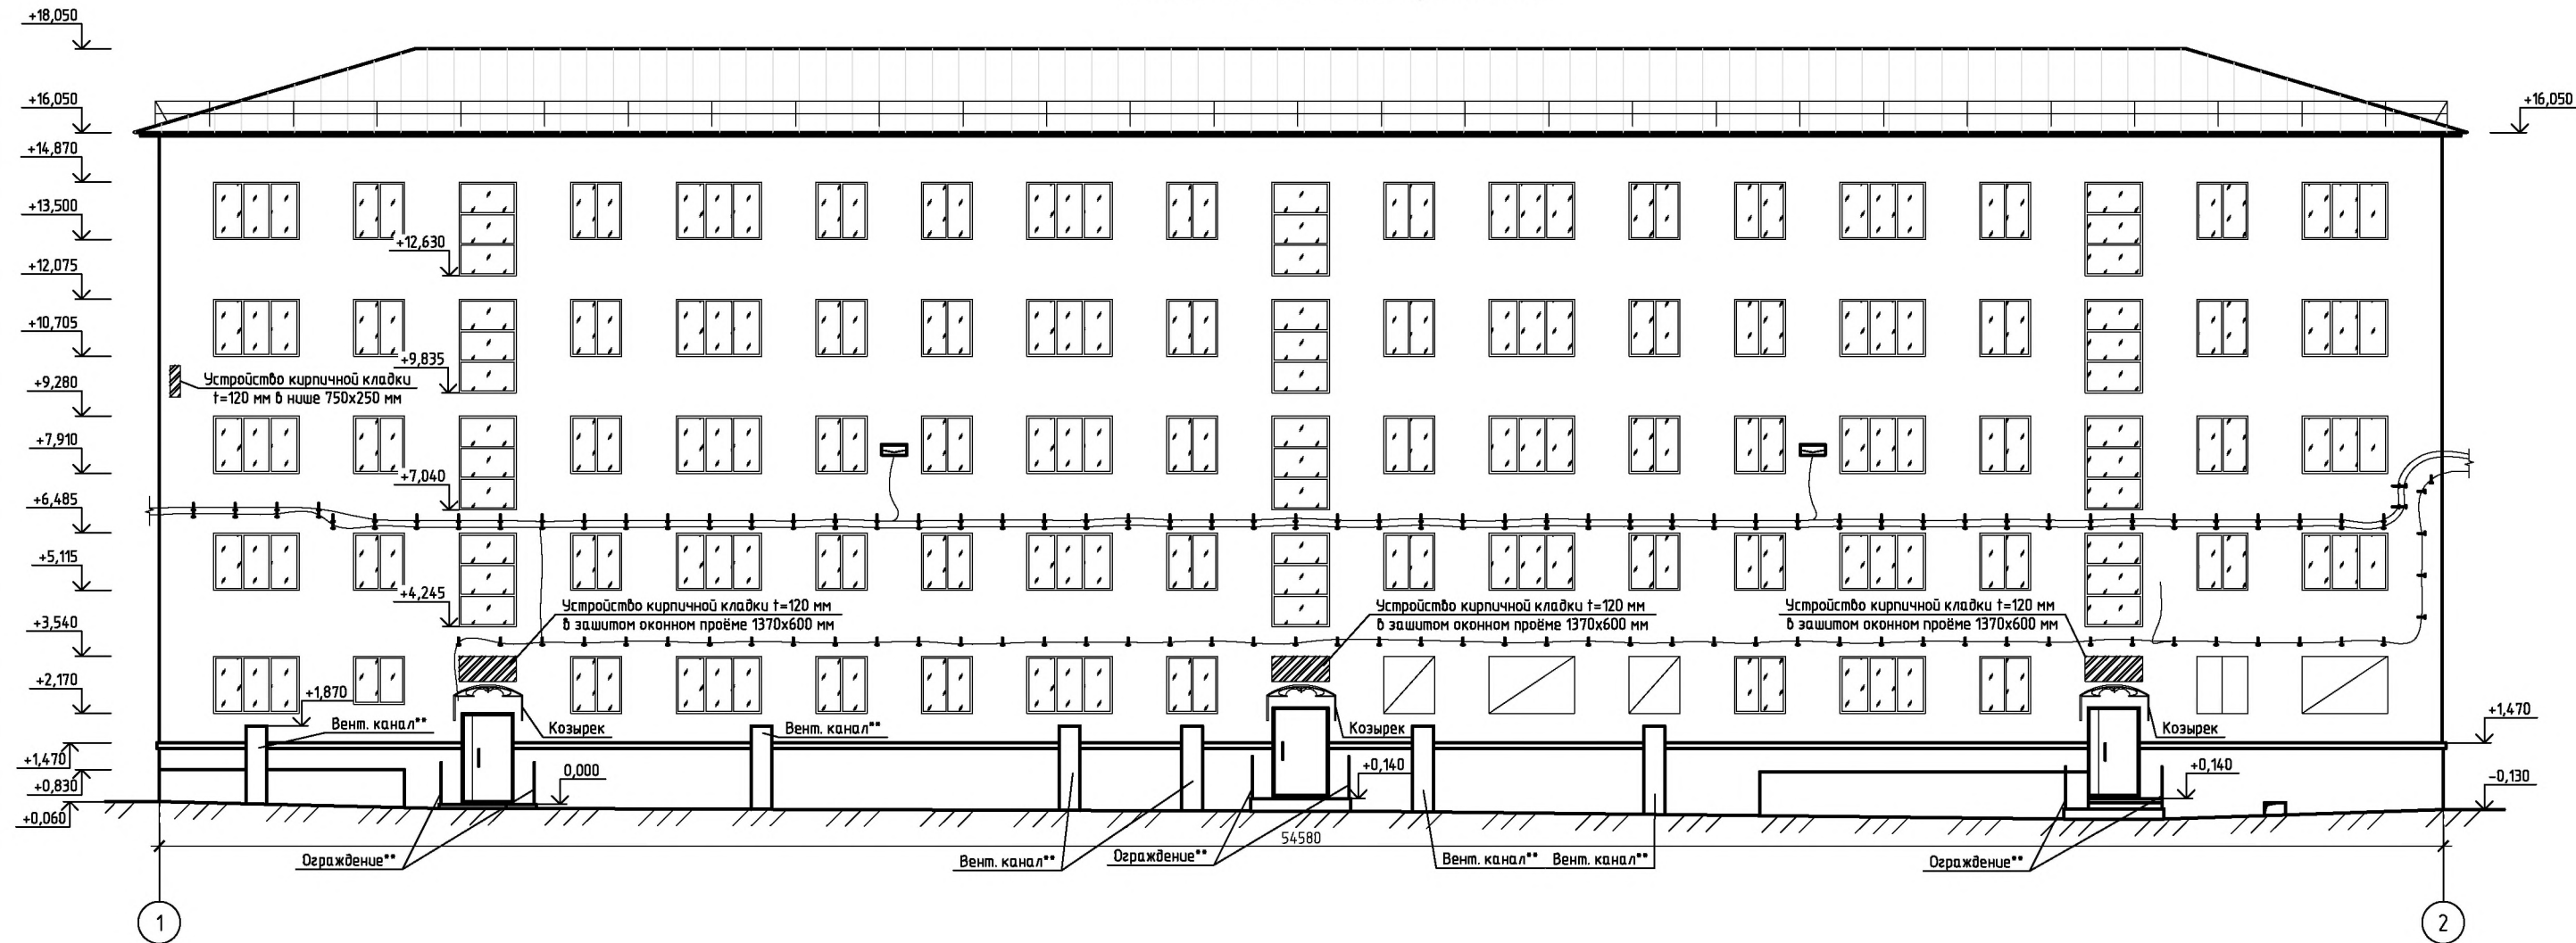 +18,050
+16,050
+16,050
+14,870
+13,500
+12,630
+12,075
+10,705
+9,835
Устройство кирпичной кладки
t=120 мм в нише 750х250 мм
+9,280
+7,910
+7,040
+6,485
+5,115
+4,245
Устройство кирпичной кладки t=120 мм
в зашитом оконном проёме 1370х600 мм
Устройство кирпичной кладки t=120 мм
в зашитом оконном проёме 1370х600 мм
Устройство кирпичной кладки t=120 мм
в зашитом оконном проёме 1370х600 мм
+3,540
+2,170
+1,870
Вент. канал**
Козырек
Вент. канал**
Козырек
Козырек
+1,470
+1,470
0,000
+0,140
+0,140
-0,130
+0,830
+0,060
54580
Ограждение**
Вент. канал**
Ограждение**
Вент. канал**
Вент. канал**
Ограждение**
1
2